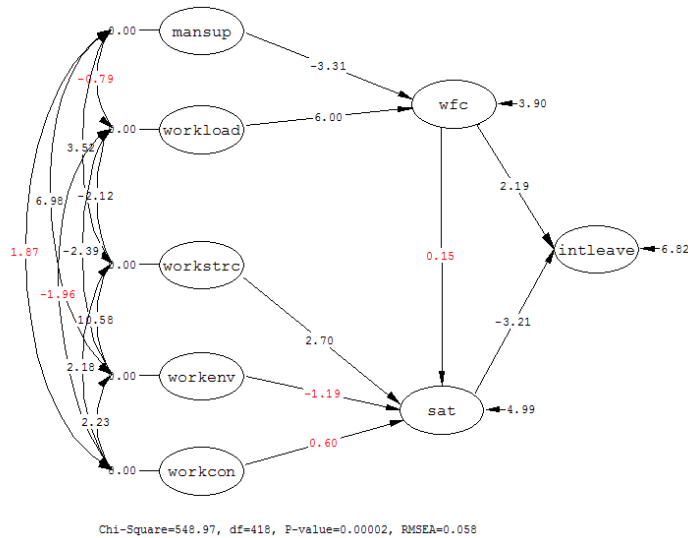 0.00 mansup
-3.31
-0.79
wfc 3.90
0.00 workload 6.00
3.52
2.19
6.98 -2.12
1.87 -2.39 0.15 intleave 6.82
0.00 workstrc
-1.96
10.58 -3.21
2.70
2.18 0.00 workenv -1.19
sat 4.99
2.23
0.60
0.00 workcon
Chi-Square=548.97, df=418, P-value=0.00002, RMSEA=0.058